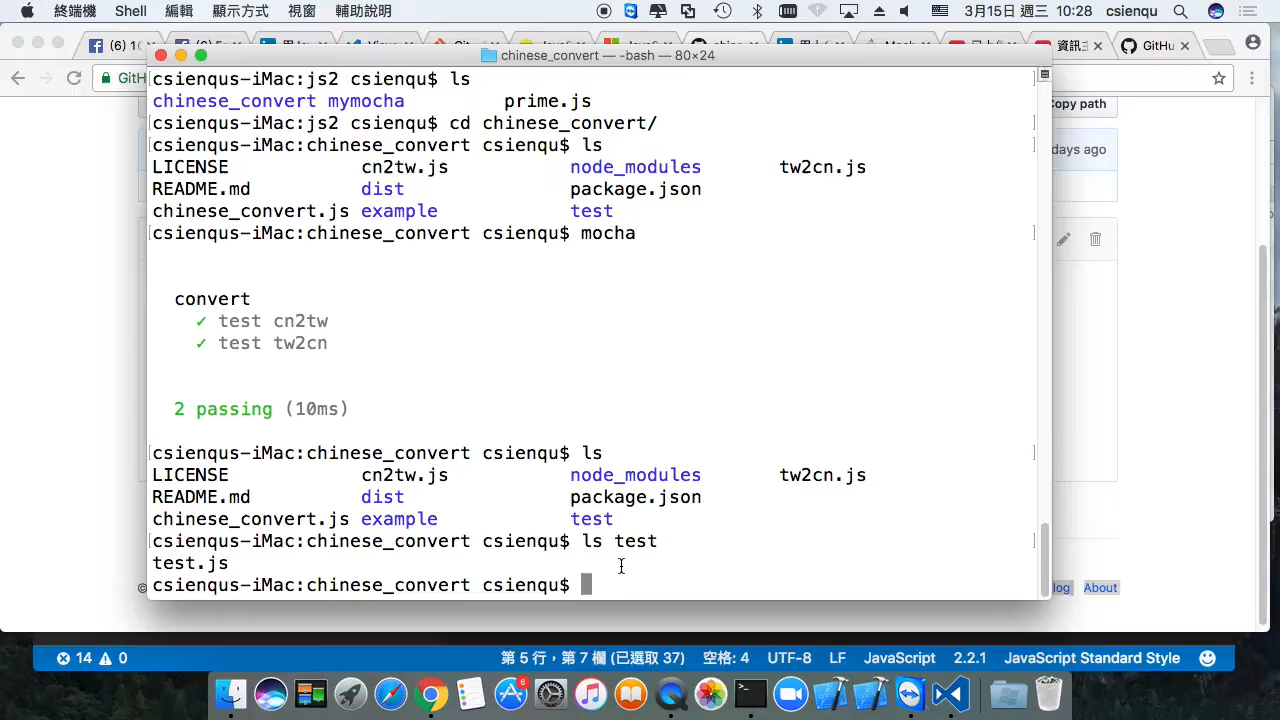 終端機 Shell 編輯 顯示方式 視窗 輔助說明 3月15日 週三 10:28 csienqu
chinese_convert — -bash — 80×24
GitHu
GitH
opy path
days ago
csienqus-iMac:js2 csienqu$ ls
chinese_convert mymocha prime.js
csienqus-iMac:js2 csienqu$ cd chinese_convert/
csienqus-iMac:chinese_convert csienqu$ ls
LICENSE cn2tw.js node_modules tw2cn.js
README.md dist package.json
chinese_convert.js example test
csienqus-iMac:chinese_convert csienqu$ mocha
convert
✓ test cn2tw
✓ test tw2cn
2 passing (10ms)
csienqus-iMac:chinese_convert csienqu$ ls
LICENSE cn2tw.js node_modules tw2cn.js
README.md dist package.json
chinese_convert.js example test
csienqus-iMac:chinese_convert csienqu$ ls test
test.js
csienqus-iMac:chinese_convert csienqu$
log About
14 0 第 5 行，第 7 欄 (已選取 37) 空格: 4 UTF-8 LF JavaScript 2.2.1 JavaScript Standard Style
6